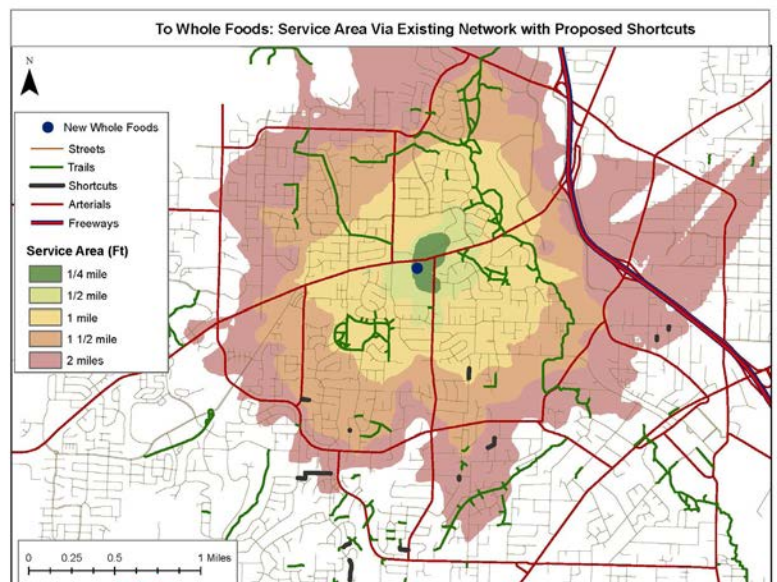 To Whole Foods: Service Area Via Existing Network with Proposed Shortcuts
N
New Whole Foods
Streets
Trails
Shortcuts
Arterials
Freeways
Service Area (Ft)
1/4 mile
1/2 mile
1 mile
1 1/2 mile
2 miles
0 0.25 0.5 1 Miles